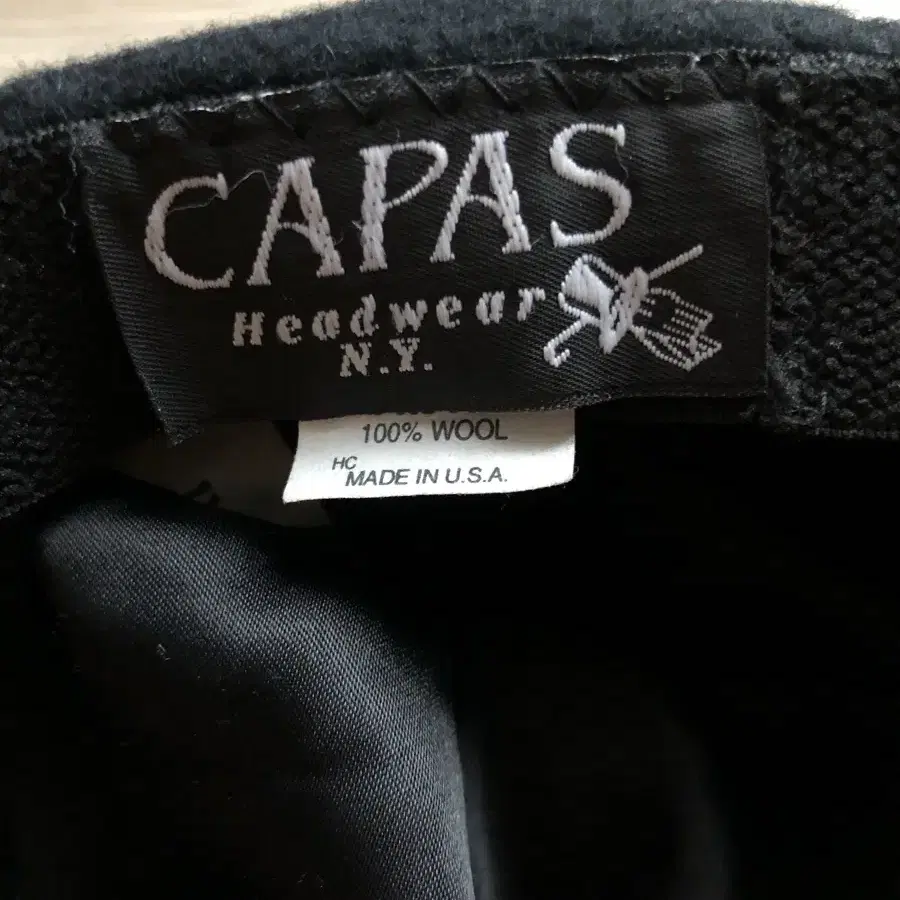 CAPAS
Headwear
N.Y.
100% WOOL
HC
MADE IN U.S.A.